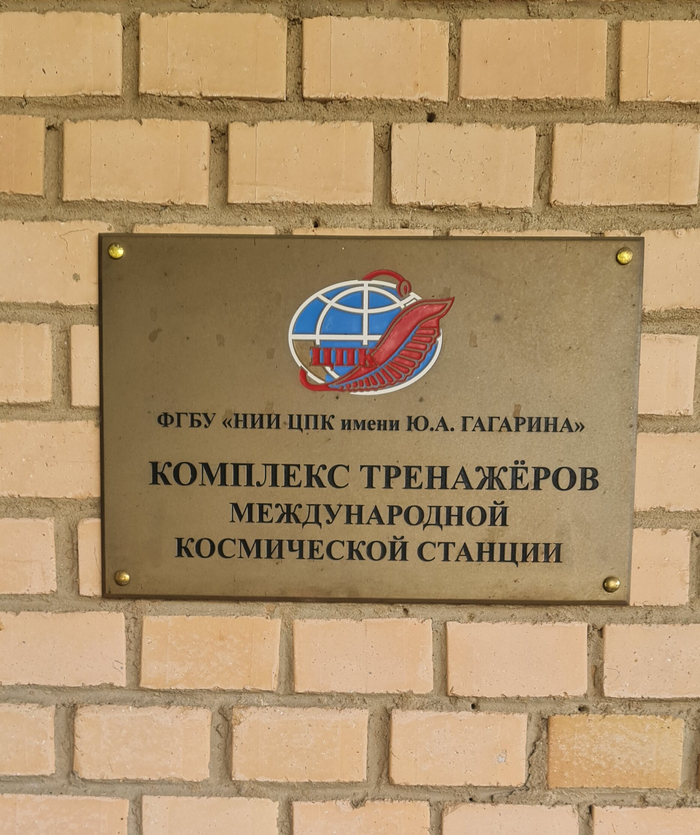 ЦПК
ФГБУ «НИИ ЦПК имени Ю.А. ГАГАРИНА»
КОМПЛЕКС ТРЕНАЖЁРОВ
МЕЖДУНАРОДНОЙ
КОСМИЧЕСКОЙ СТАНЦИИ